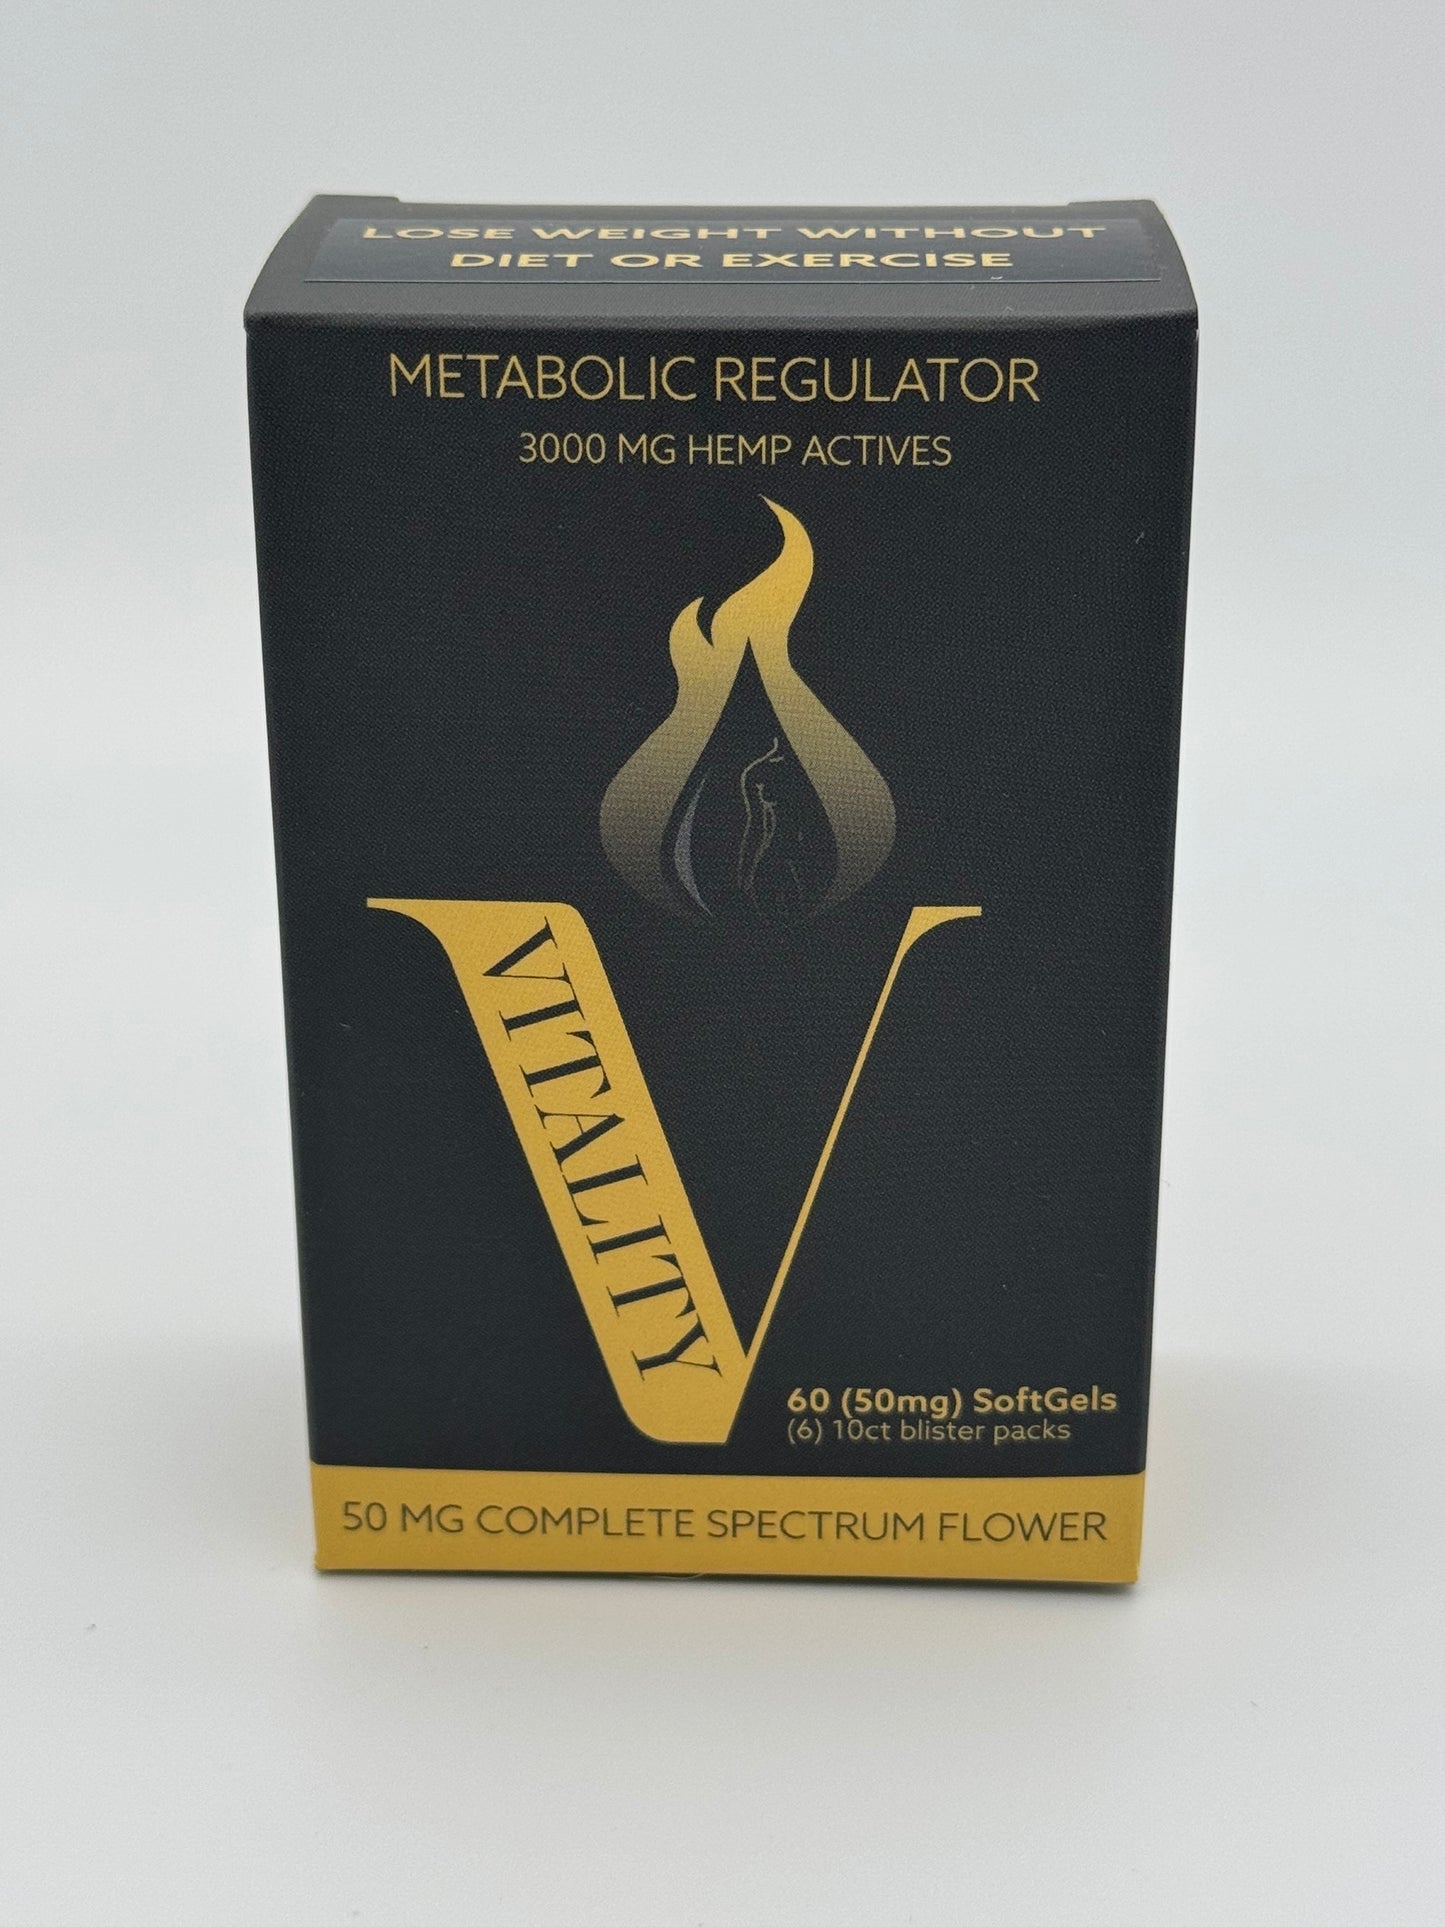 LOSE WEIGHT WITHOUT
DIET OR EXERCISE
METABOLIC REGULATOR
3000 MG HEMP ACTIVES
VITALITY
60 (50mg) SoftGels
(6) 10ct blister packs
50 MG COMPLETE SPECTRUM FLOWER